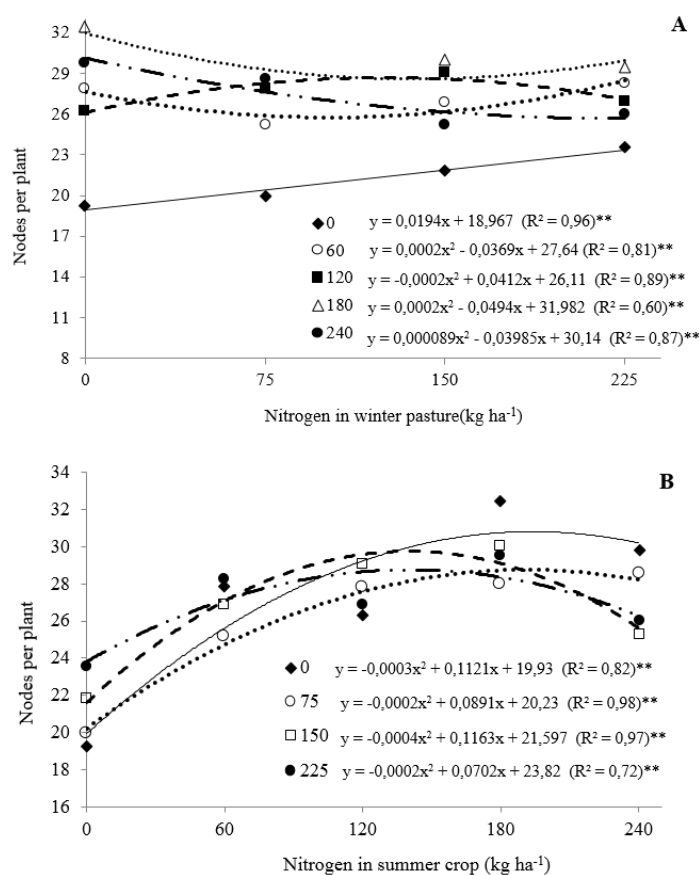 A
32
29
26
23
20
17
14
11
8
Nodes per plant
0 y = 0,0194x + 18,967 (R² = 0,96)**
60 y = 0,0002x² - 0,0369x + 27,64 (R² = 0,81)**
120 y = -0,0002x² + 0,0412x + 26,11 (R² = 0,89)**
180 y = 0,0002x² - 0,0494x + 31,982 (R² = 0,60)**
240 y = 0,000089x² - 0,03985x + 30,14 (R² = 0,87)**
0 75 150 225
Nitrogen in winter pasture(kg ha⁻¹)
B
34
32
30
28
26
24
22
20
18
16
Nodes per plant
0 y = -0,0003x² + 0,1121x + 19,93 (R² = 0,82)**
75 y = -0,0002x² + 0,0891x + 20,23 (R² = 0,98)**
150 y = -0,0004x² + 0,1163x + 21,597 (R² = 0,97)**
225 y = -0,0002x² + 0,0702x + 23,82 (R² = 0,72)**
0 60 120 180 240
Nitrogen in summer crop (kg ha⁻¹)